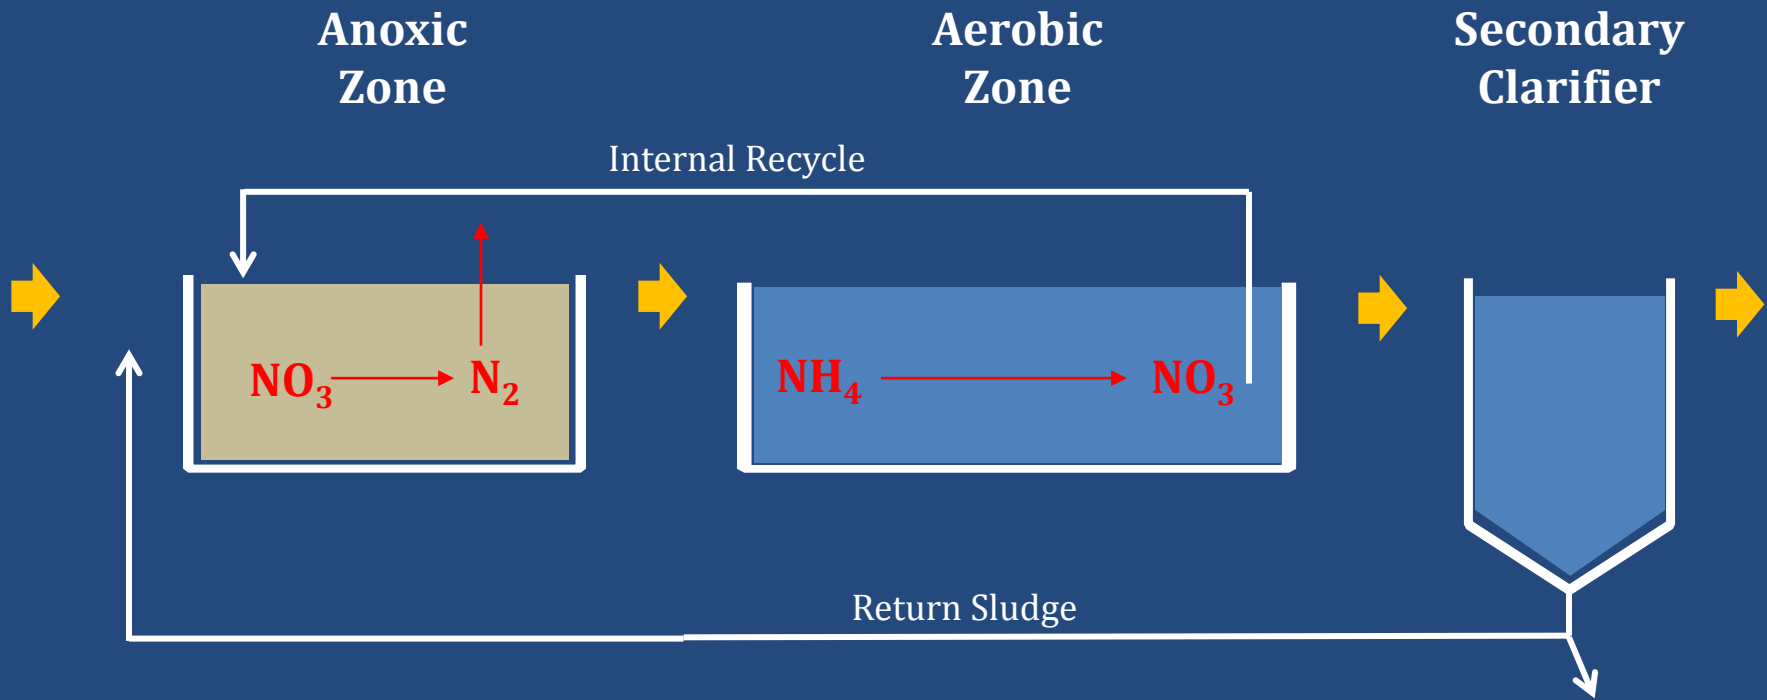 Anoxic
Zone
Aerobic
Zone
Secondary
Clarifier
Internal Recycle
NO₃
N₂
NH₄
NO₃
Return Sludge